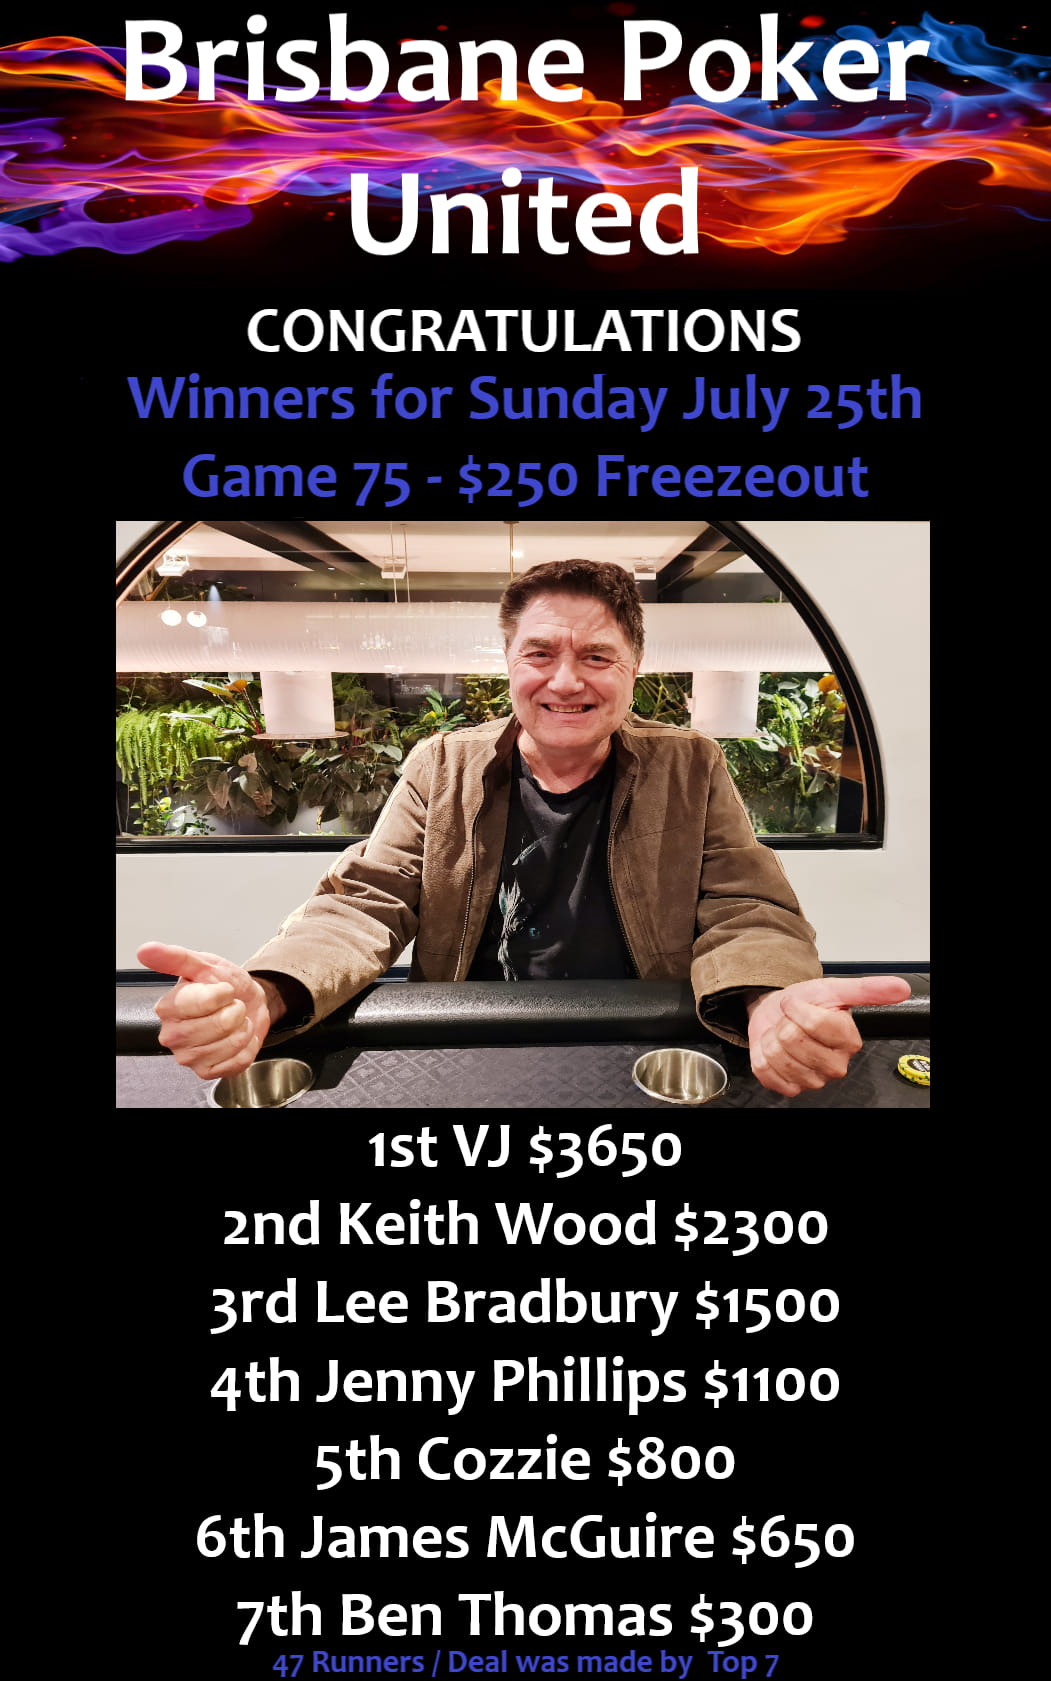 Brisbane Poker
United
CONGRATULATIONS
Winners for Sunday July 25th
Game 75 - $250 Freezeout
1st VJ $3650
2nd Keith Wood $2300
3rd Lee Bradbury $1500
4th Jenny Phillips $1100
5th Cozzie $800
6th James McGuire $650
7th Ben Thomas $300
47 Runners / Deal was made by  Top 7